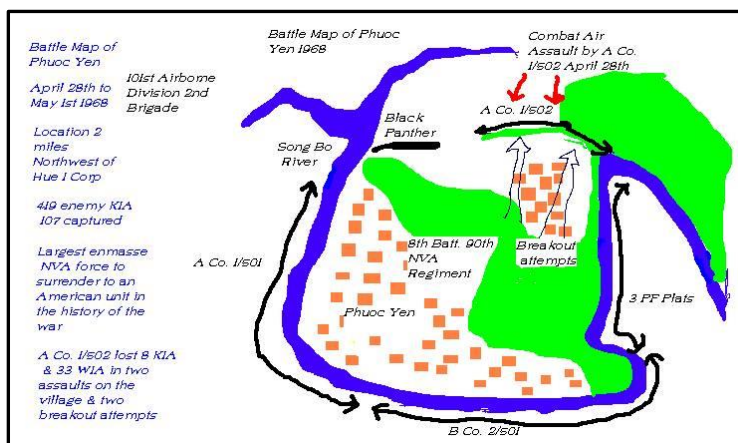 Battle Map of
Phuoc Yen
April 28th to
May 1st 1968
Location 2
miles
Northwest of
Hue I Corp
419 enemy KIA
107 captured
Largest enmasse
NVA force to
surrender to an
American unit in
the history of the
war
A Co. 1/502 lost 8 KIA
& 33 WIA in two
assaults on the
village & two
breakout attempts
Battle Map of Phuoc
Yen 1968
101st Airborne
Division 2nd
Brigade
Combat Air
Assault by A Co.
1/502 April 28th
A Co. 1/502
Black
Panther
Song Bo
River
A Co. 1/501
8th Batt. 90th
NVA
Regiment
Breakout
attempts
3 PF Plats
Phuoc Yen
B Co. 2/501